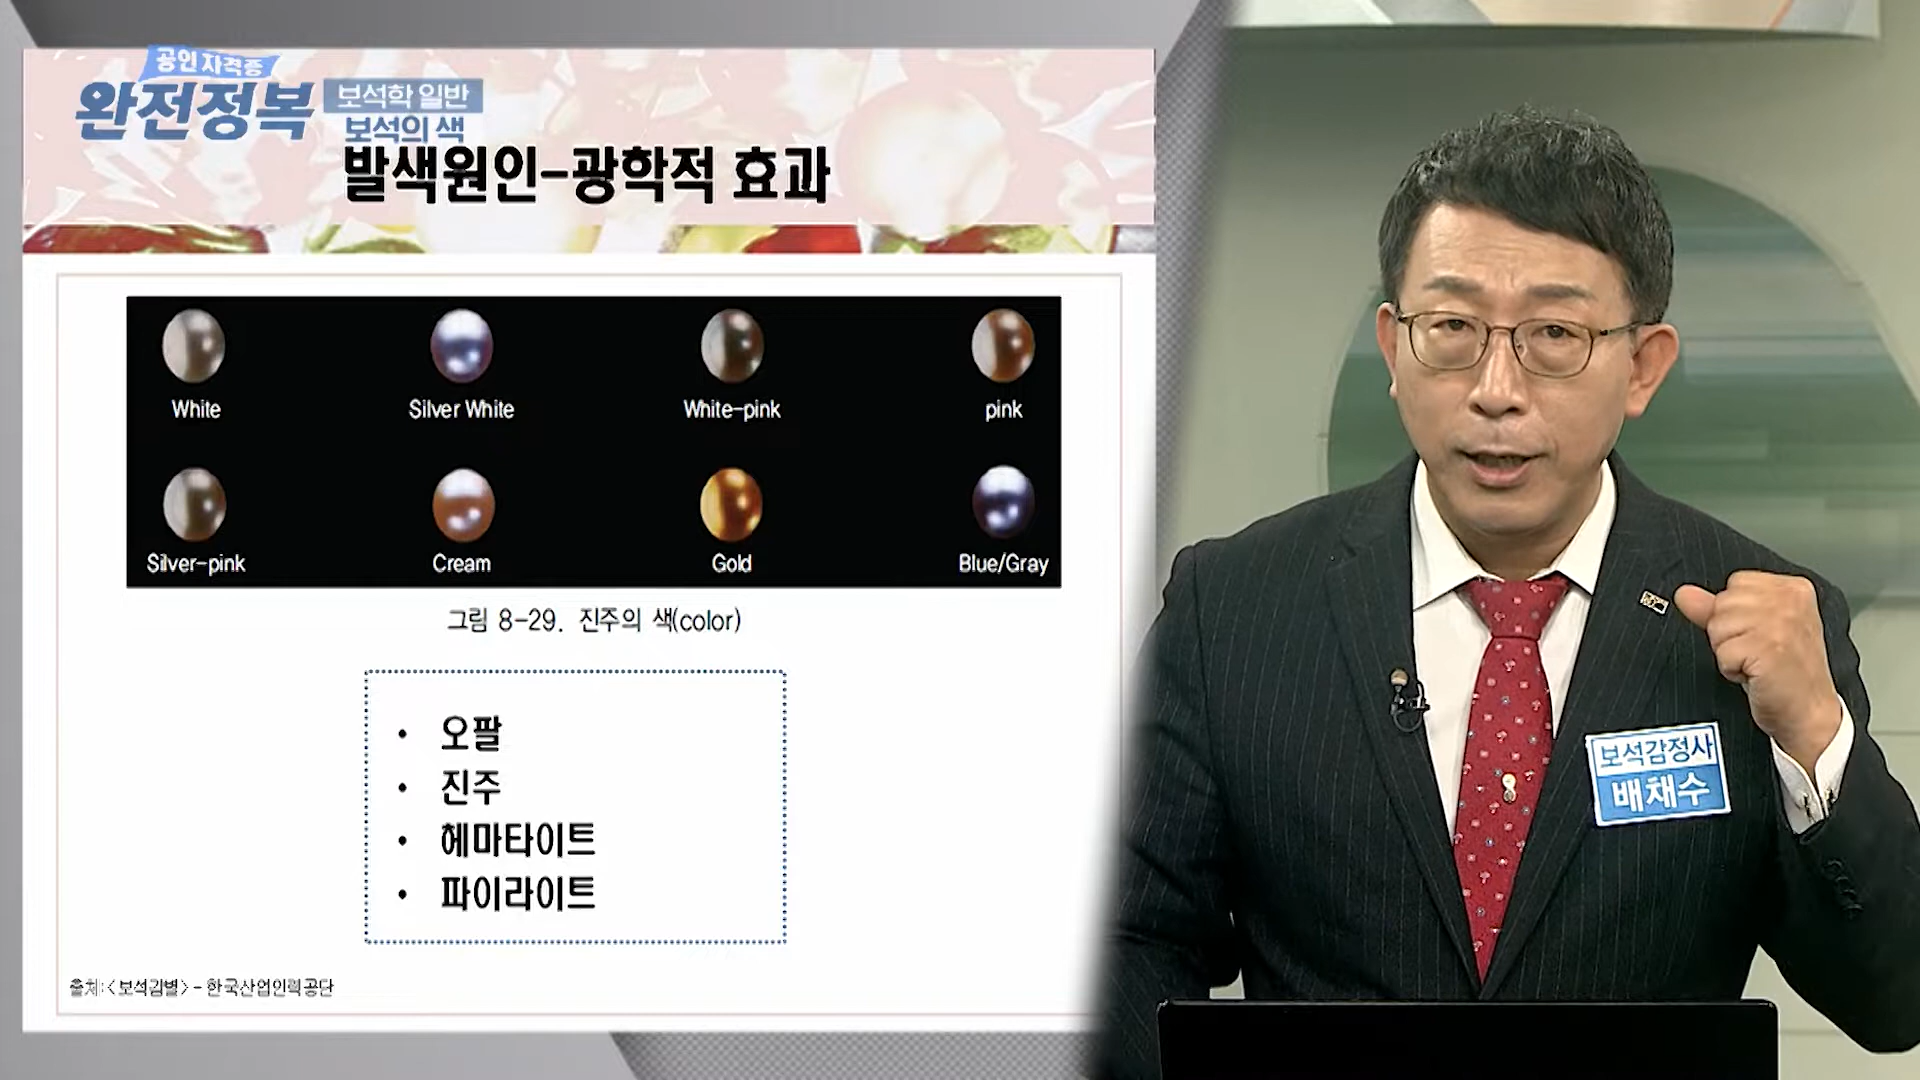 공인 자격증
완전정복
보석학 일반
보석의 색
발색원인-광학적 효과
White
Silver White
White-pink
pink
Silver-pink
Cream
Gold
Blue/Gray
그림 8-29. 진주의 색(color)
• 오팔
• 진주
• 헤마타이트
• 파이라이트
출처:<보석감별> - 한국산업인력공단
보석감정사
배채수